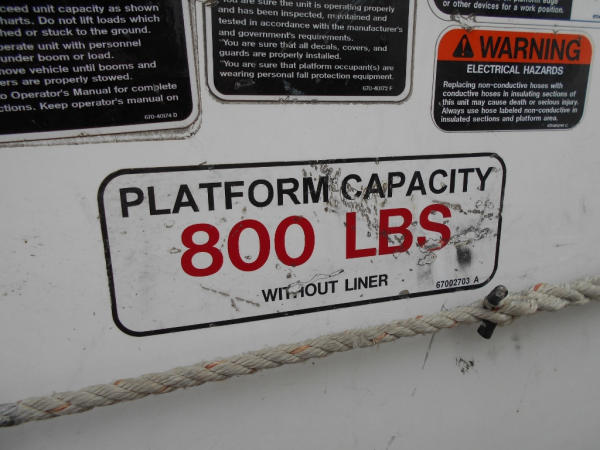 ceed unit capacity as shown
harts. Do not lift loads which
hed or stuck to the ground.
perate unit with personnel
under boom or load.
move vehicle until booms and
ers are properly stowed.
o Operator's Manual for complete
ctions. Keep operator's manual on
670-40174 D
"You are sure the unit is operating properly
and has been inspected, maintained and
tested in accordance with the manufacturer's
and government's requirements.
"You are sure that all decals, covers, and
guards are properly installed.
"You are sure that platform occupant(s) are
wearing personal fall protection equipment.
670-40172 F
or other devices for a work position.
WARNING
ELECTRICAL HAZARDS
Replacing non-conductive hoses with
conductive hoses in insulating sections of
this unit may cause death or serious injury.
Always use hose labeled non-conductive in
insulated sections and platform area.
PLATFORM CAPACITY
800 LBS
WITHOUT LINER
67002703 A